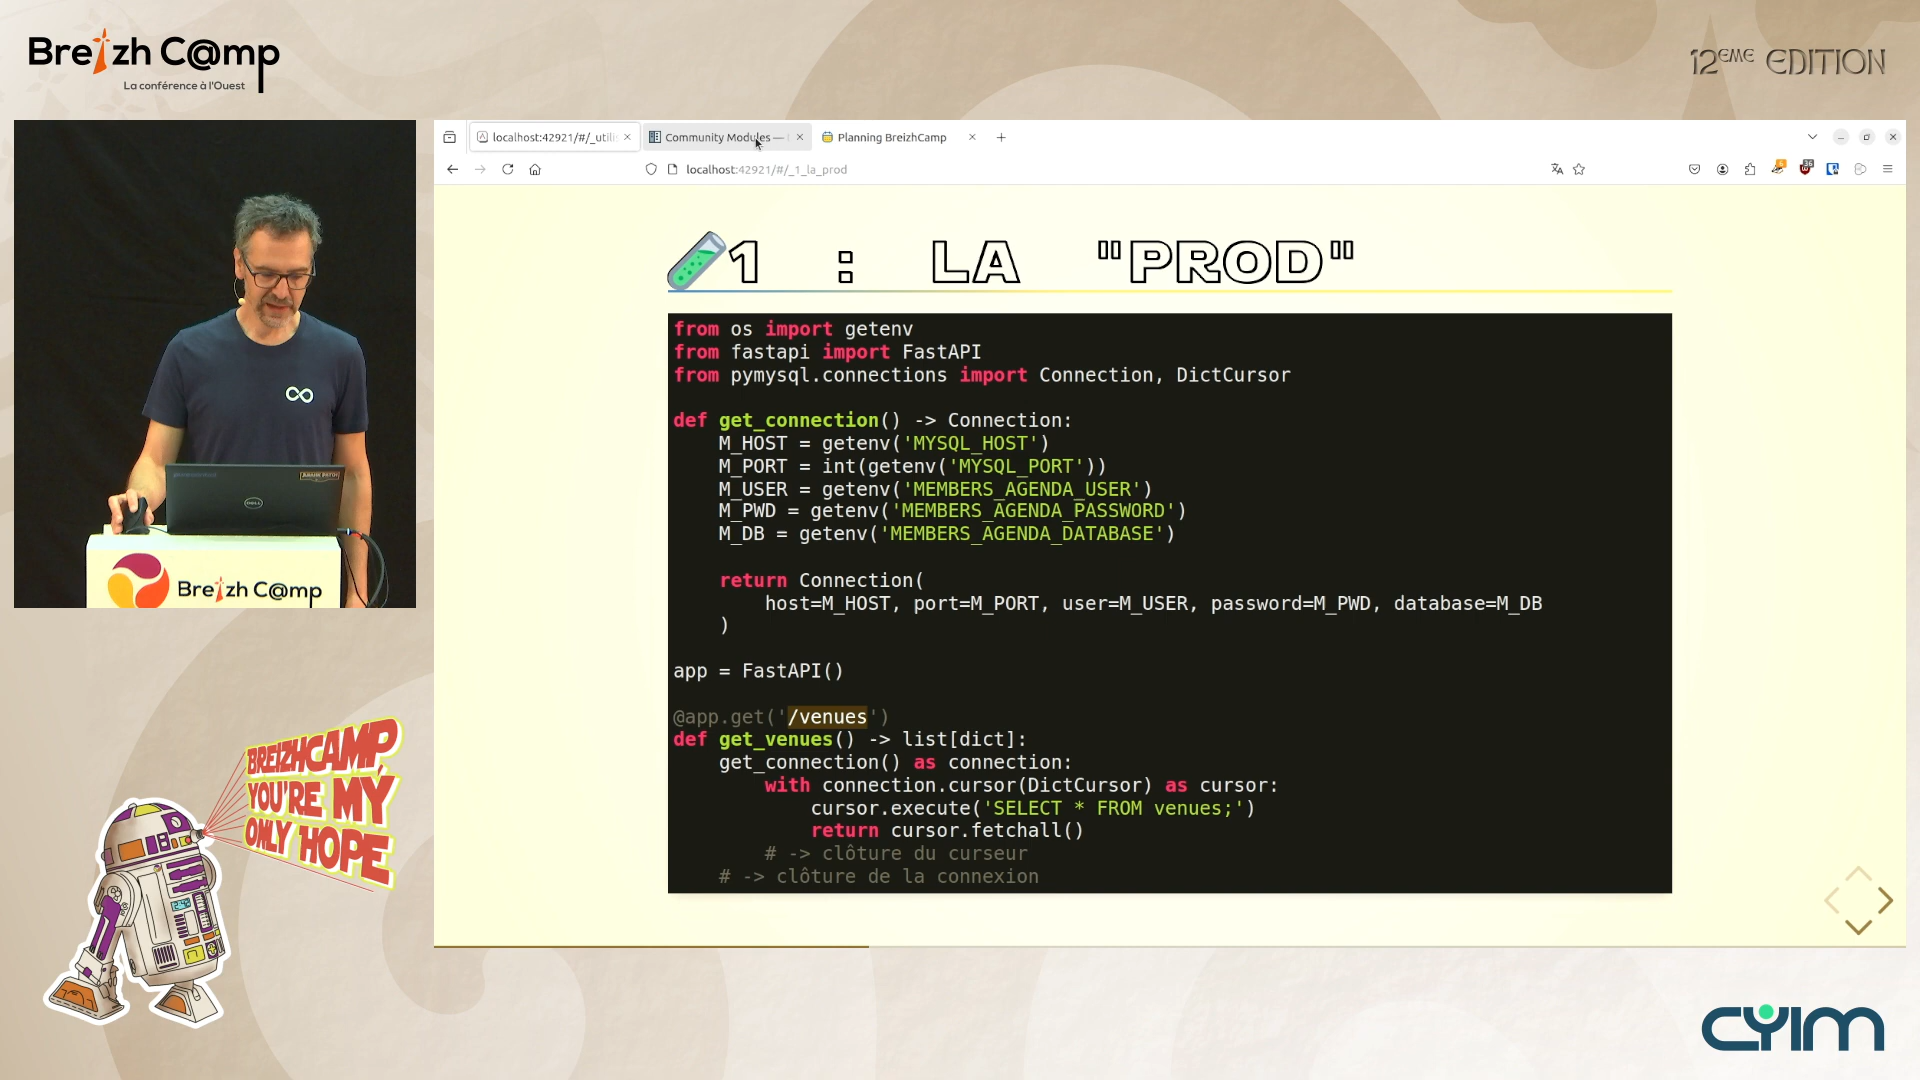 Breizh C@mp
La conférence à l'Ouest
12EME EDITION
localhost:42921/#/_utili
Community Modules —
Planning BreizhCamp
localhost:42921/#/_1_la_prod
1 : LA "PROD"
from os import getenv
from fastapi import FastAPI
from pymysql.connections import Connection, DictCursor
def get_connection() -> Connection:
M_HOST = getenv('MYSQL_HOST')
M_PORT = int(getenv('MYSQL_PORT'))
M_USER = getenv('MEMBERS_AGENDA_USER')
M_PWD = getenv('MEMBERS_AGENDA_PASSWORD')
M_DB = getenv('MEMBERS_AGENDA_DATABASE')
return Connection(
host=M_HOST, port=M_PORT, user=M_USER, password=M_PWD, database=M_DB
)
app = FastAPI()
@app.get('/venues')
def get_venues() -> list[dict]:
get_connection() as connection:
with connection.cursor(DictCursor) as cursor:
cursor.execute('SELECT * FROM venues;')
return cursor.fetchall()
# -> clôture du curseur
# -> clôture de la connexion
DELL
Breizh C@mp
BREIZHCAMP,
YOU'RE MY
ONLY HOPE
CYIM